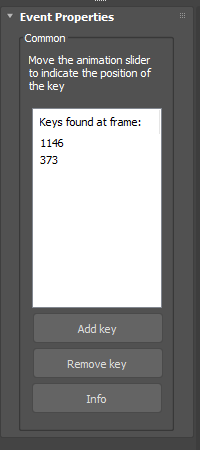 Event Properties
Common
Move the animation slider
to indicate the position of
the key
Keys found at frame:
1146
373
Add key
Remove key
Info